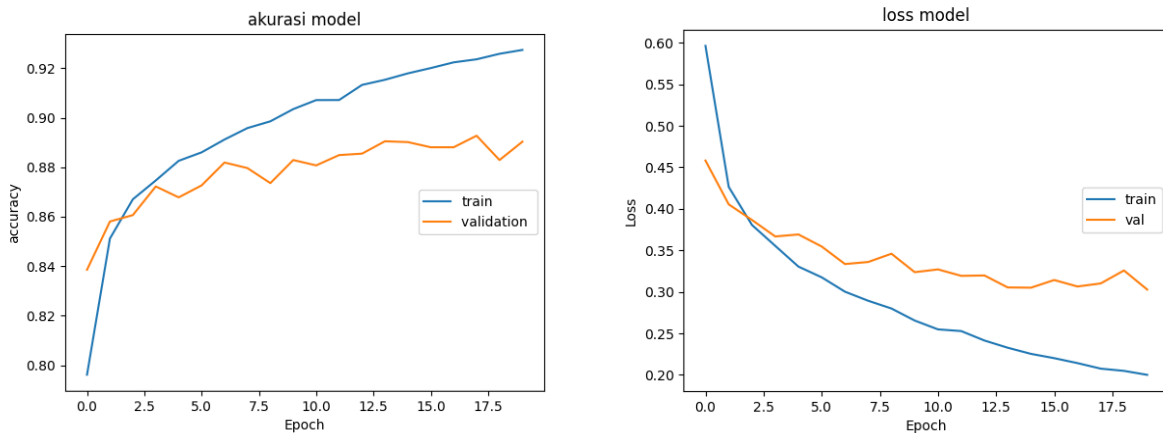 akurasi model
accuracy
0.92
0.90
0.88
0.86
0.84
0.82
0.80
train
validation
0.0 2.5 5.0 7.5 10.0 12.5 15.0 17.5
Epoch
loss model
Loss
0.60
0.55
0.50
0.45
0.40
0.35
0.30
0.25
0.20
train
val
0.0 2.5 5.0 7.5 10.0 12.5 15.0 17.5
Epoch